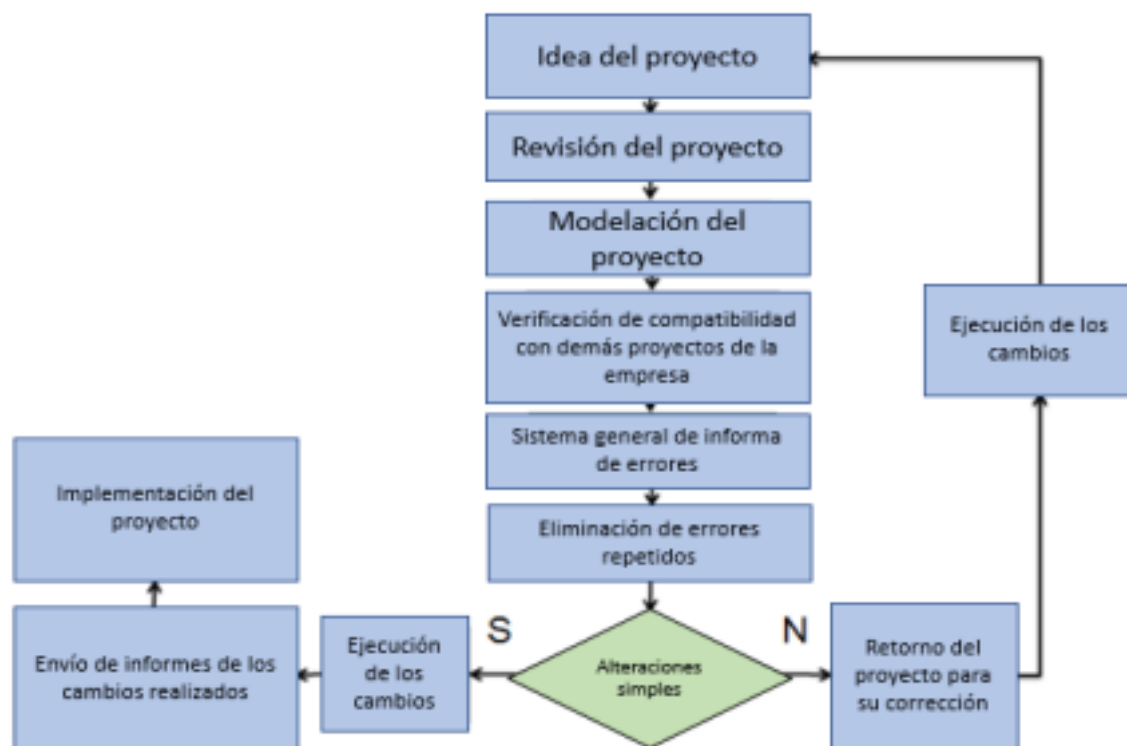 Idea del proyecto
Revisión del proyecto
Modelación del
proyecto
Verificación de compatibilidad
con demás proyectos de la
empresa
Sistema general de informa
de errores
Eliminación de errores
repetidos
Alteraciones
simples
S
Ejecución
de los
cambios
Envío de informes de los
cambios realizados
Implementación del
proyecto
N
Retorno del
proyecto para
su corrección
Ejecución de los
cambios